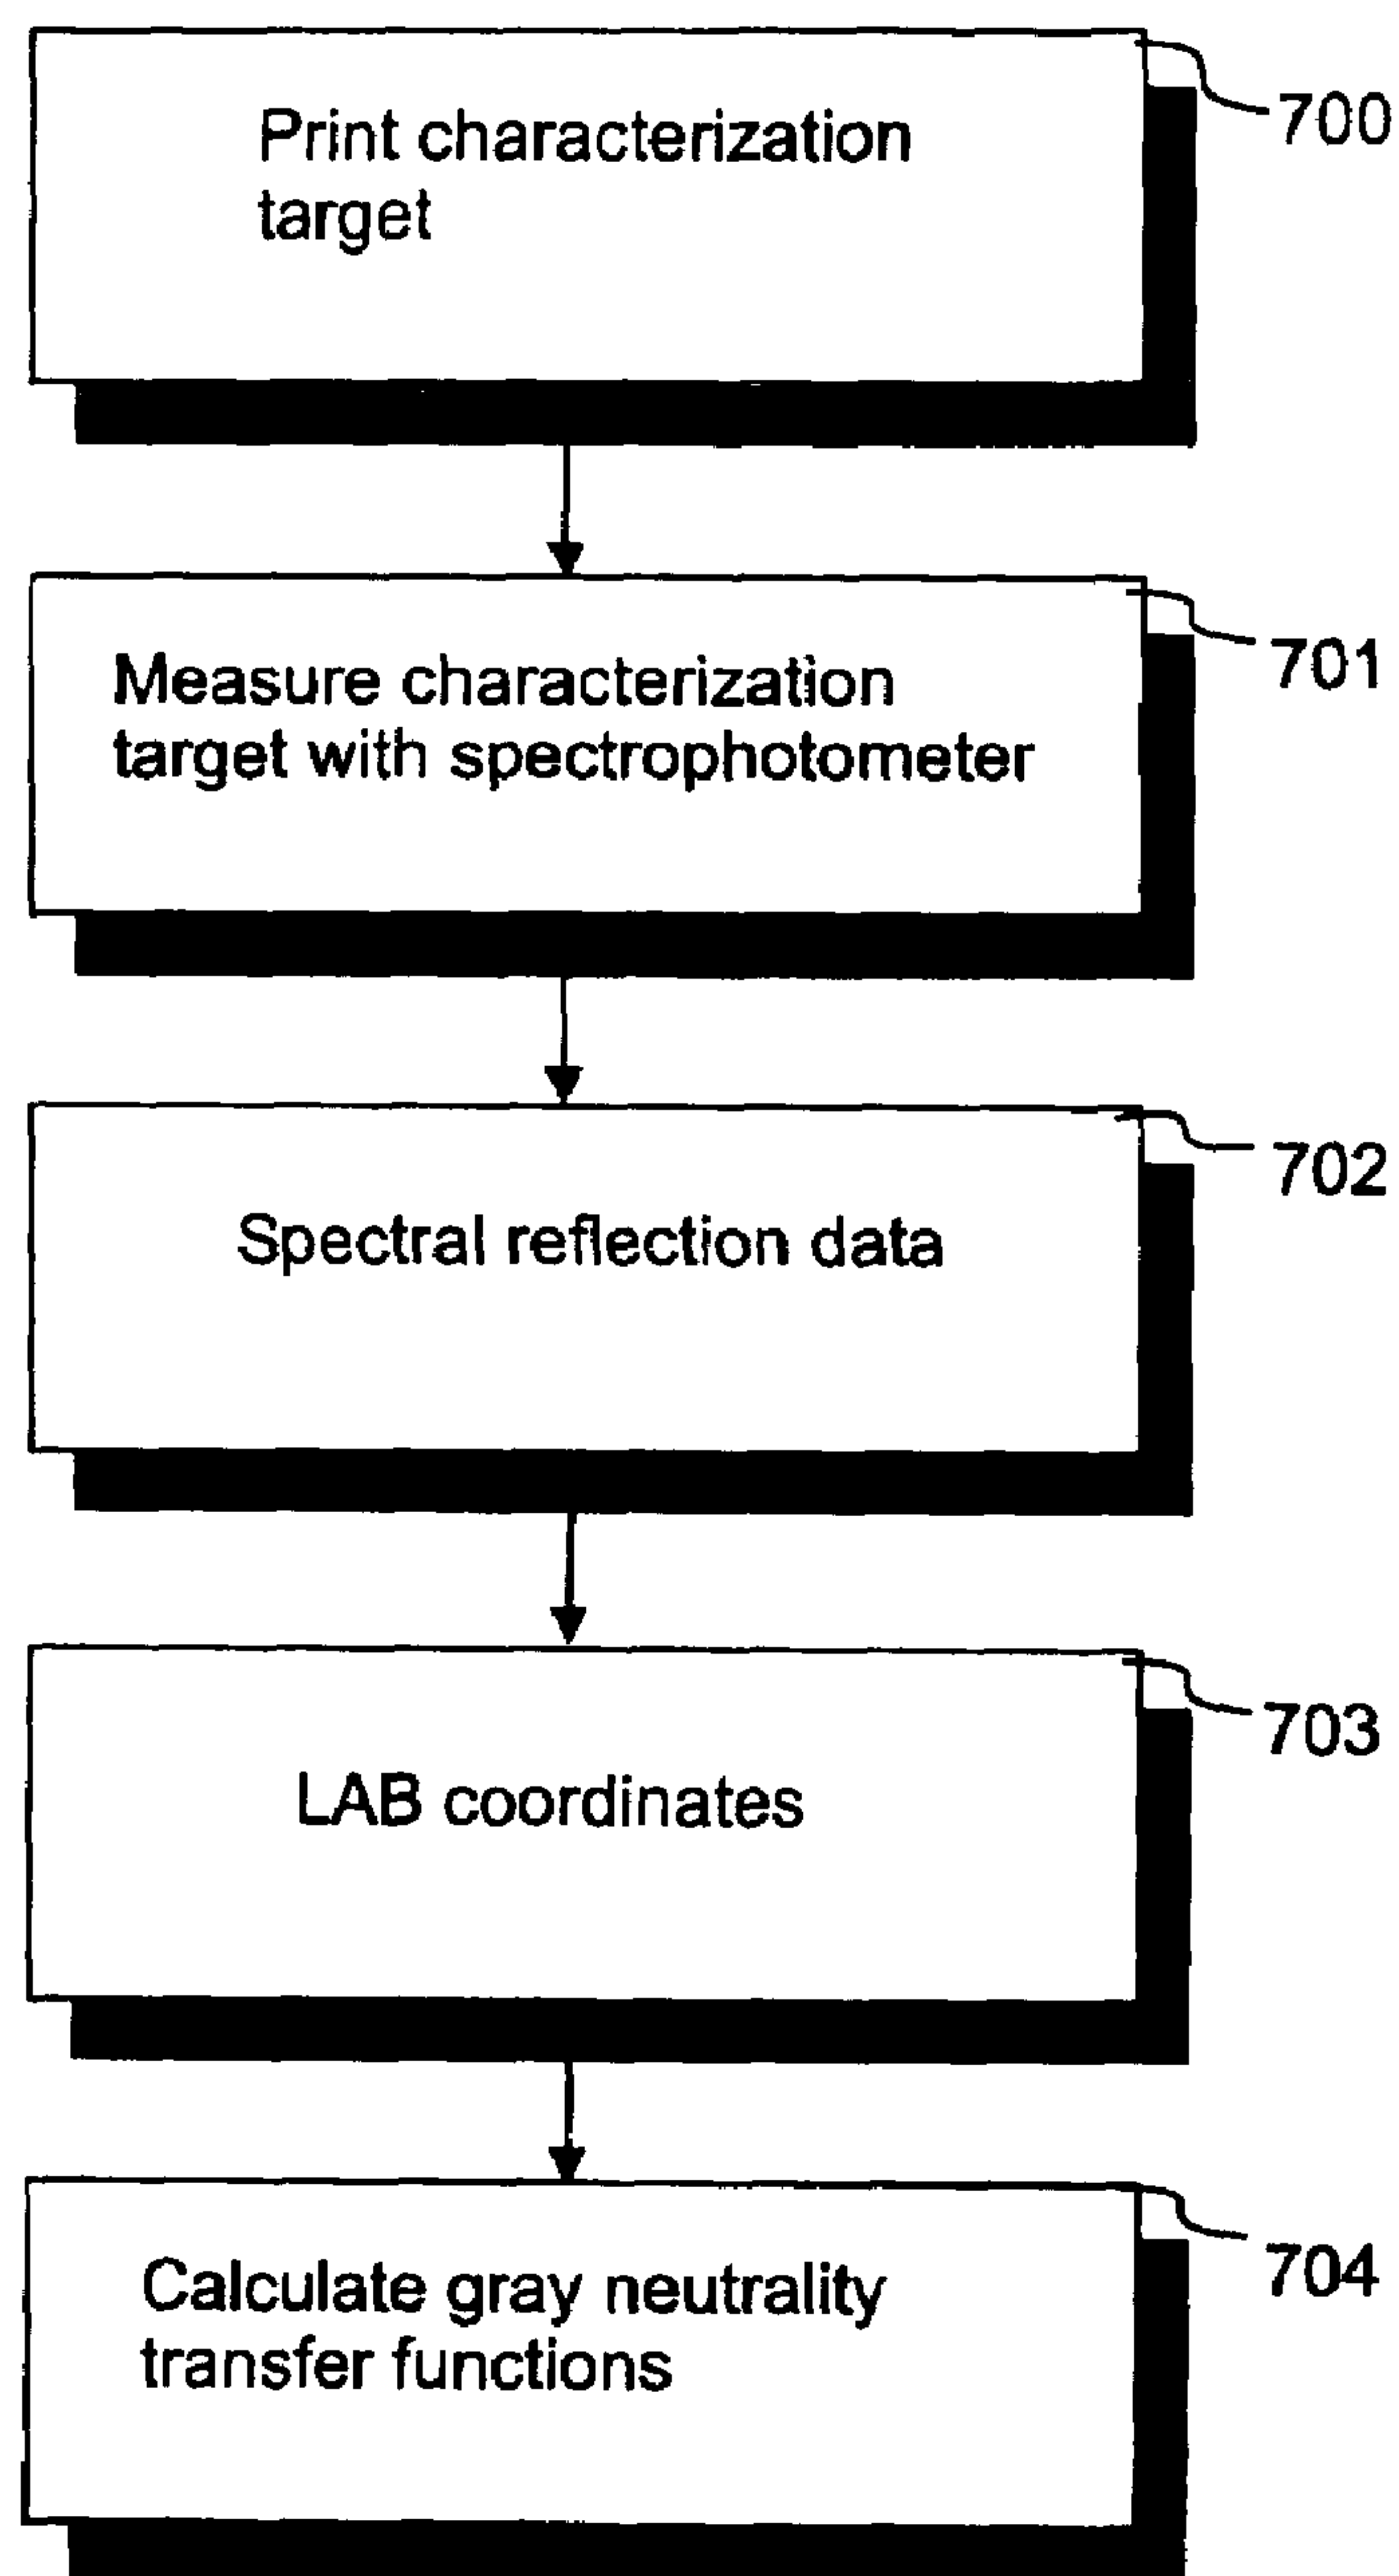 Print characterization
target
700
Measure characterization
target with spectrophotometer
701
Spectral reflection data
702
LAB coordinates
703
Calculate gray neutrality
transfer functions
704